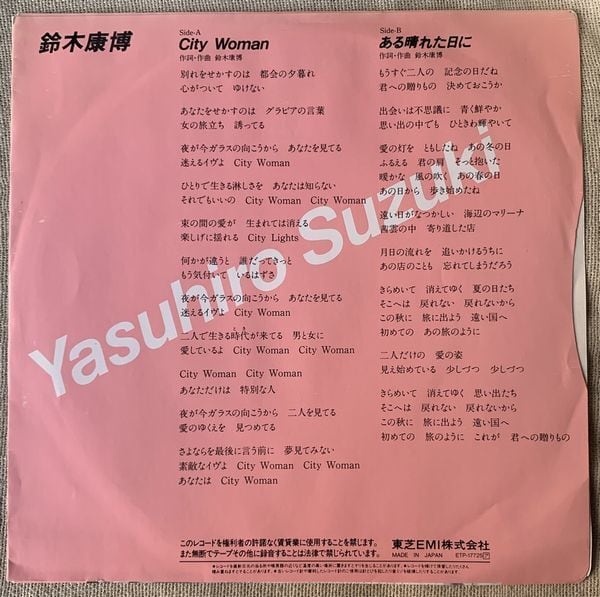 鈴木康博
Side-A
City Woman
作詞・作曲 鈴木康博
別れをせかすのは 都会の夕暮れ
心がついて ゆけない
あなたをせかすのは グラビアの言葉
女の旅立ち 誘ってる
夜が今ガラスの向こうから あなたを見てる
迷えるイヴよ City Woman
ひとりで生きる淋しさを あなたは知らない
それでもいいの City Woman City Woman
束の間の愛が 生まれては消える
楽しげに揺れる City Lights
何かが違うと 誰だってきっと
もう気付いて いるはずさ
夜が今ガラスの向こうから あなたを見てる
迷えるイヴよ City Woman
二人で生きる時代が来てる 男と女に
愛しているよ City Woman City Woman
City Woman City Woman
あなただけは 特別な人
夜が今ガラスの向こうから 二人を見てる
愛のゆくえを 見つめてる
さよならを最後に言う前に 夢見てみない
素敵なイヴよ City Woman City Woman
あなたは City Woman
Side-B
ある晴れた日に
作詞・作曲 鈴木康博
もうすぐ二人の 記念の日だね
君への贈りもの 決めておこうか
出会いは不思議に 青く鮮やか
思い出の中でも ひときわ輝やいて
愛の灯を ともしたね あの冬の日
ふるえる 君の肩 そっと抱いた
暖かな 風の吹く あの春の日
あの日から 歩き始めたね
遠い日がなつかしい 海辺のマリーナ
茜雲の中 寄り道した店
月日の流れを 追いかけるうちに
あの店のことも 忘れてしまうだろう
きらめいて 消えてゆく 夏の日たち
そこへは 戻れない 戻れないから
この秋に 旅に出よう 遠い国へ
初めての あの旅のように
二人だけの 愛の姿
見え始めている 少しづつ 少しづつ
きらめいて 消えてゆく 思い出たち
そこへは 戻れない 戻れないから
この秋に 旅に出よう 遠い国へ
初めての 旅のように これが 君への贈りもの
Yasuhiro Suzuki
このレコードを権利者の許諾なく賃貸業に使用することを禁じます。
また無断でテープその他に録音することは法律で禁じられています。
東芝EMI株式会社
MADE IN JAPAN ETP-17725